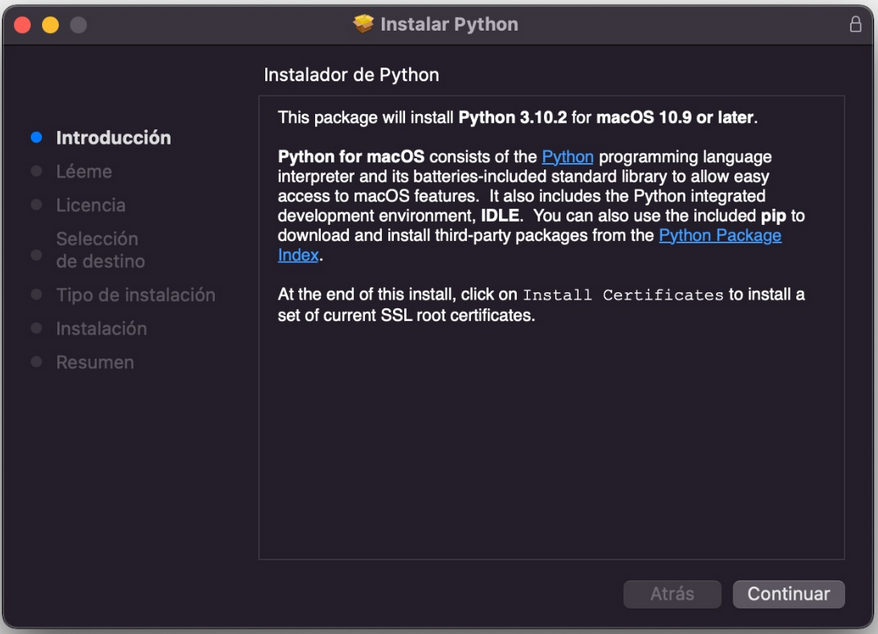 Instalar Python
Instalador de Python
Introducción
Léeme
Licencia
Selección
de destino
Tipo de instalación
Instalación
Resumen
This package will install Python 3.10.2 for macOS 10.9 or later.
Python for macOS consists of the Python programming language
interpreter and its batteries-included standard library to allow easy
access to macOS features.  It also includes the Python integrated
development environment, IDLE.  You can also use the included pip to
download and install third-party packages from the Python Package
Index.
At the end of this install, click on Install Certificates to install a
set of current SSL root certificates.
Atrás
Continuar